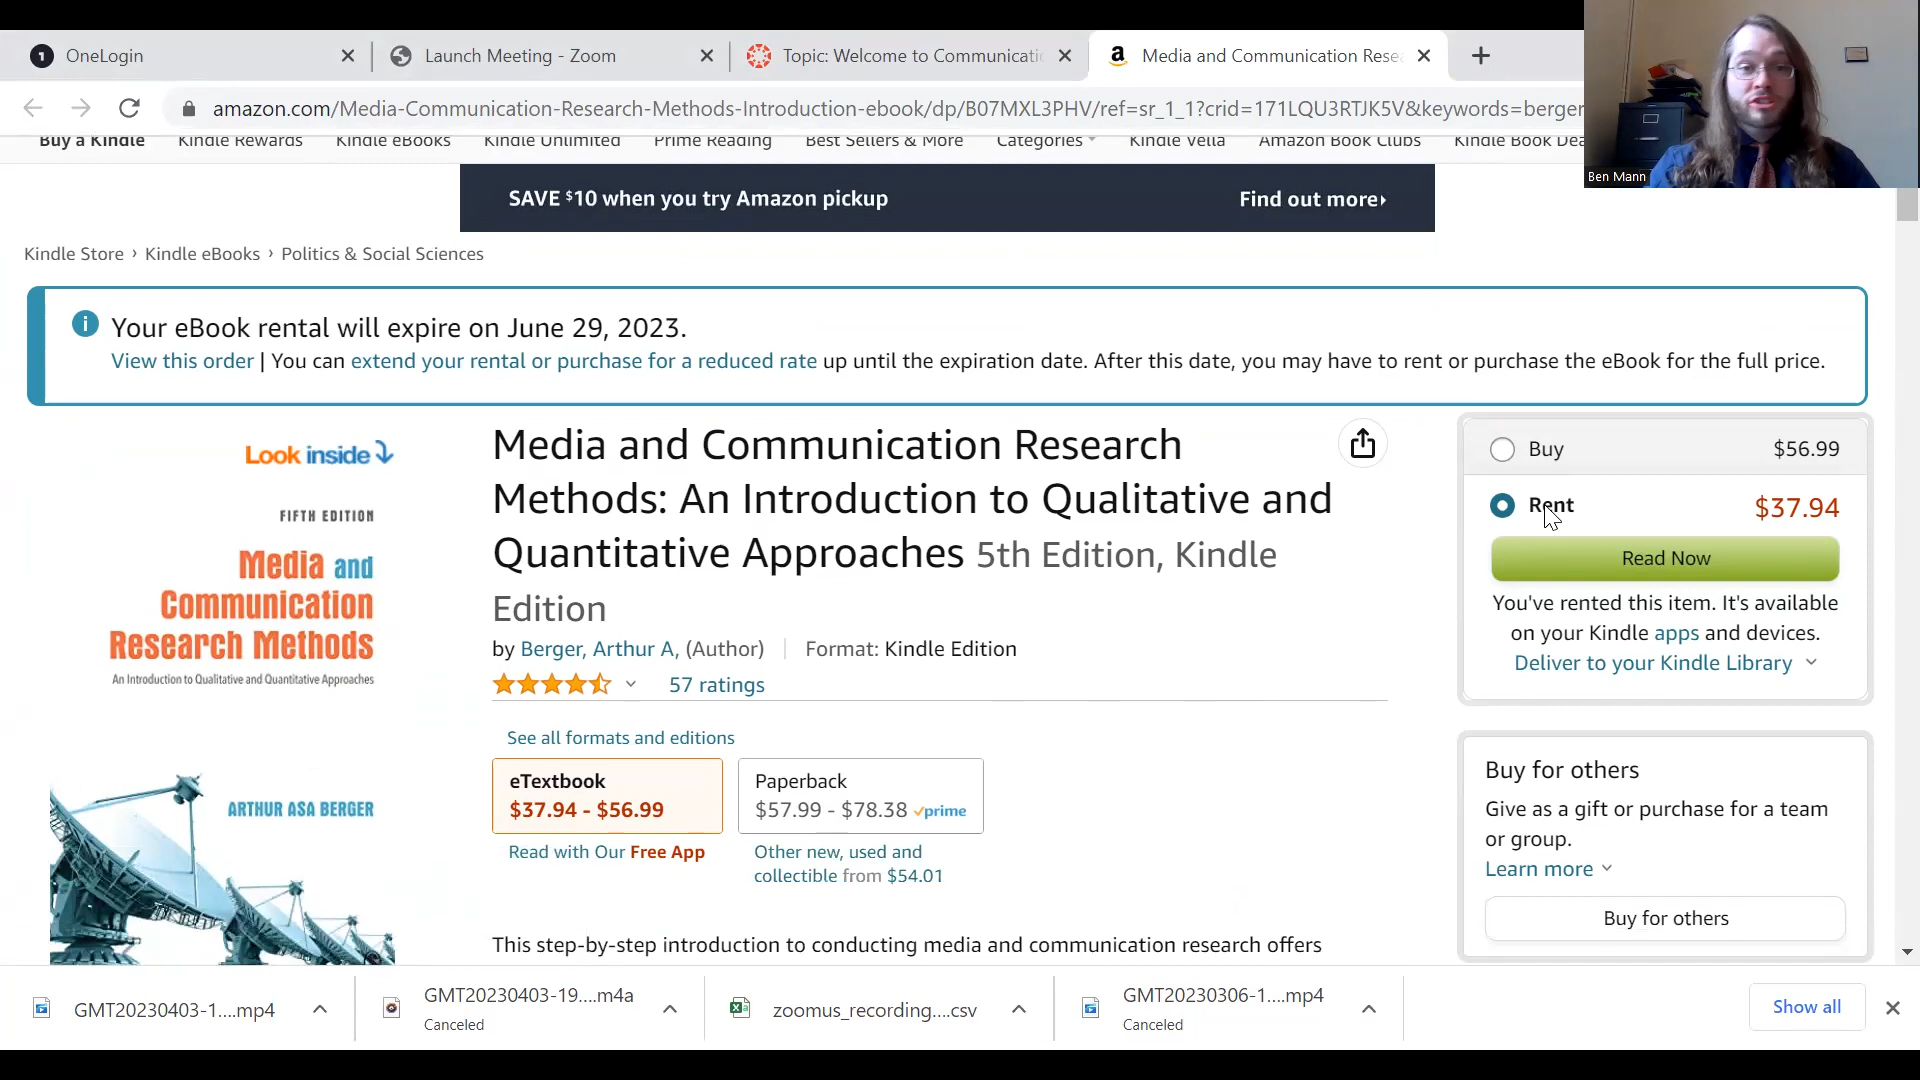 OneLogin
Launch Meeting - Zoom
Topic: Welcome to Communicati
Media and Communication Rese
amazon.com/Media-Communication-Research-Methods-Introduction-ebook/dp/B07MXL3PHV/ref=sr_1_1?crid=171LQU3RTJK5V&keywords=berger
Ben Mann
Buy a Kindle Kindle Rewards Kindle eBooks Kindle Unlimited Prime Reading Best Sellers & More Categories Kindle Vella Amazon Book Clubs Kindle Book Dea
SAVE $10 when you try Amazon pickup Find out more
Kindle Store › Kindle eBooks › Politics & Social Sciences
Your eBook rental will expire on June 29, 2023.
View this order | You can extend your rental or purchase for a reduced rate up until the expiration date. After this date, you may have to rent or purchase the eBook for the full price.
Look inside
FIFTH EDITION
Media and
Communication
Research Methods
An Introduction to Qualitative and Quantitative Approaches
ARTHUR ASA BERGER
Media and Communication Research
Methods: An Introduction to Qualitative and
Quantitative Approaches 5th Edition, Kindle
Edition
by Berger, Arthur A, (Author) Format: Kindle Edition
57 ratings
See all formats and editions
eTextbook
$37.94 - $56.99
Read with Our Free App
Paperback
$57.99 - $78.38 prime
Other new, used and
collectible from $54.01
This step-by-step introduction to conducting media and communication research offers
Buy $56.99
Rent $37.94
Read Now
You've rented this item. It's available
on your Kindle apps and devices.
Deliver to your Kindle Library
Buy for others
Give as a gift or purchase for a team
or group.
Learn more
Buy for others
GMT20230403-1....mp4
GMT20230403-19....m4a
Canceled
zoomus_recording....csv
GMT20230306-1....mp4
Canceled
Show all